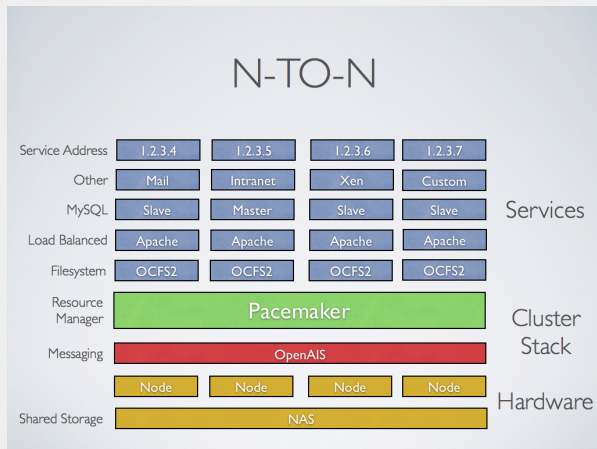 N-TO-N
Service Address 1.2.3.4 1.2.3.5 1.2.3.6 1.2.3.7
Other Mail Intranet Xen Custom
MySQL Slave Master Slave Slave
Services
Load Balanced Apache Apache Apache Apache
Filesystem OCFS2 OCFS2 OCFS2 OCFS2
Resource
Manager
Pacemaker
Cluster
Stack
Messaging OpenAIS
Node Node Node Node
Hardware
Shared Storage NAS